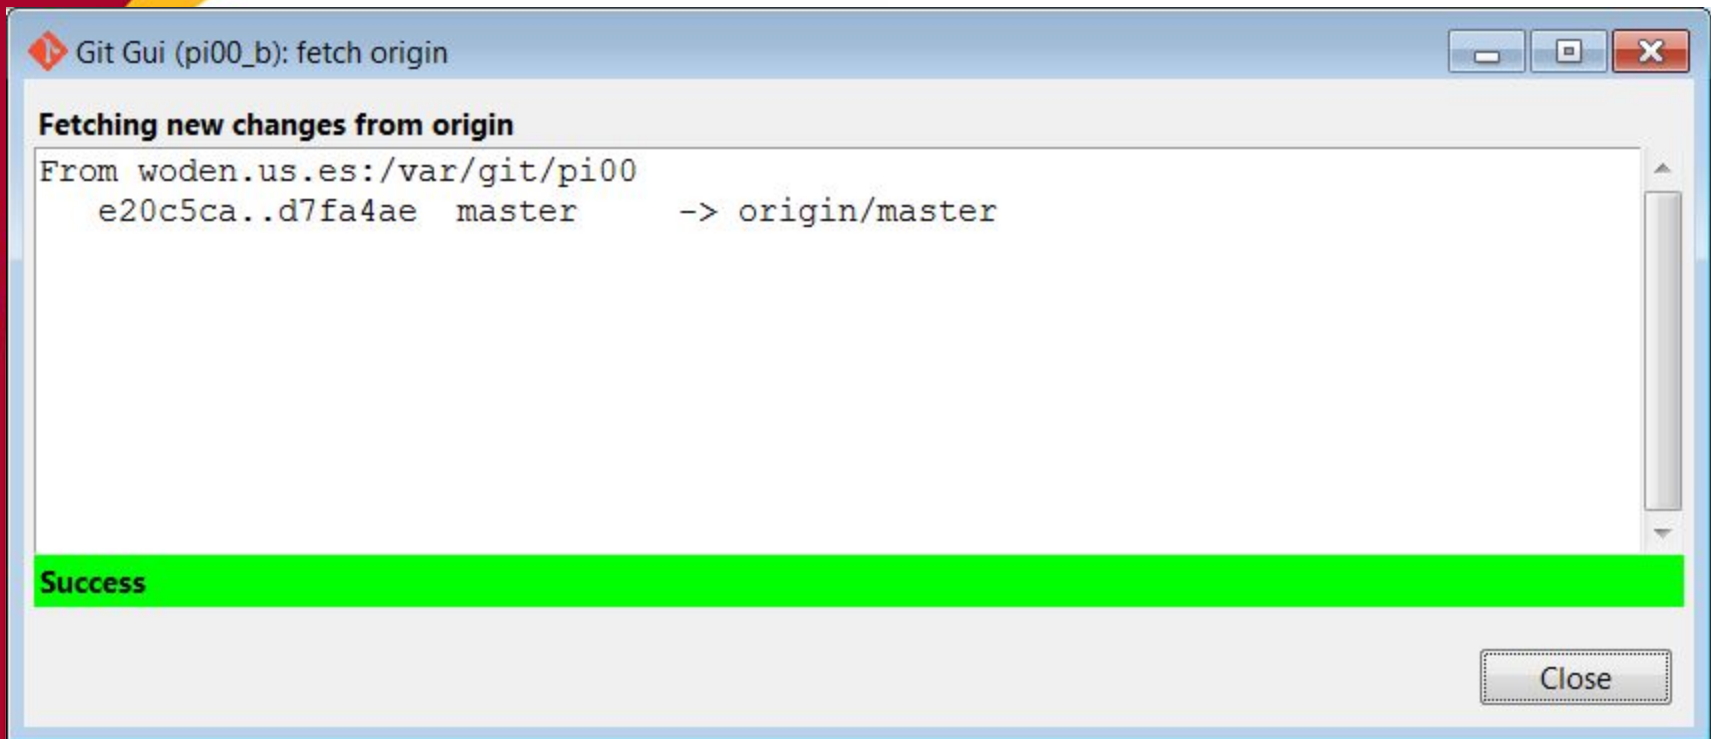 Git Gui (pi00_b): fetch origin
Fetching new changes from origin
From woden.us.es:/var/git/pi00
   e20c5ca..d7fa4ae  master     -> origin/master
Success
Close